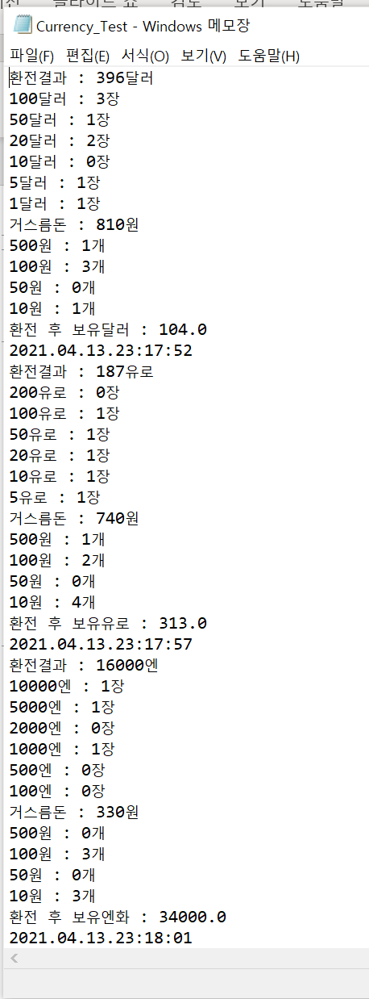 Currency_Test - Windows 메모장
파일(F) 편집(E) 서식(O) 보기(V) 도움말(H)
환전결과 : 396달러
100달러 : 3장
50달러 : 1장
20달러 : 2장
10달러 : 0장
5달러 : 1장
1달러 : 1장
거스름돈 : 810원
500원 : 1개
100원 : 3개
50원 : 0개
10원 : 1개
환전 후 보유달러 : 104.0
2021.04.13.23:17:52
환전결과 : 187유로
200유로 : 0장
100유로 : 1장
50유로 : 1장
20유로 : 1장
10유로 : 1장
5유로 : 1장
거스름돈 : 740원
500원 : 1개
100원 : 2개
50원 : 0개
10원 : 4개
환전 후 보유유로 : 313.0
2021.04.13.23:17:57
환전결과 : 16000엔
10000엔 : 1장
5000엔 : 1장
2000엔 : 0장
1000엔 : 1장
500엔 : 0장
100엔 : 0장
거스름돈 : 330원
500원 : 0개
100원 : 3개
50원 : 0개
10원 : 3개
환전 후 보유엔화 : 34000.0
2021.04.13.23:18:01